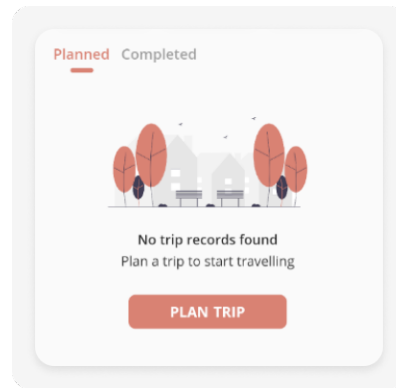 Planned Completed
No trip records found
Plan a trip to start travelling
PLAN TRIP